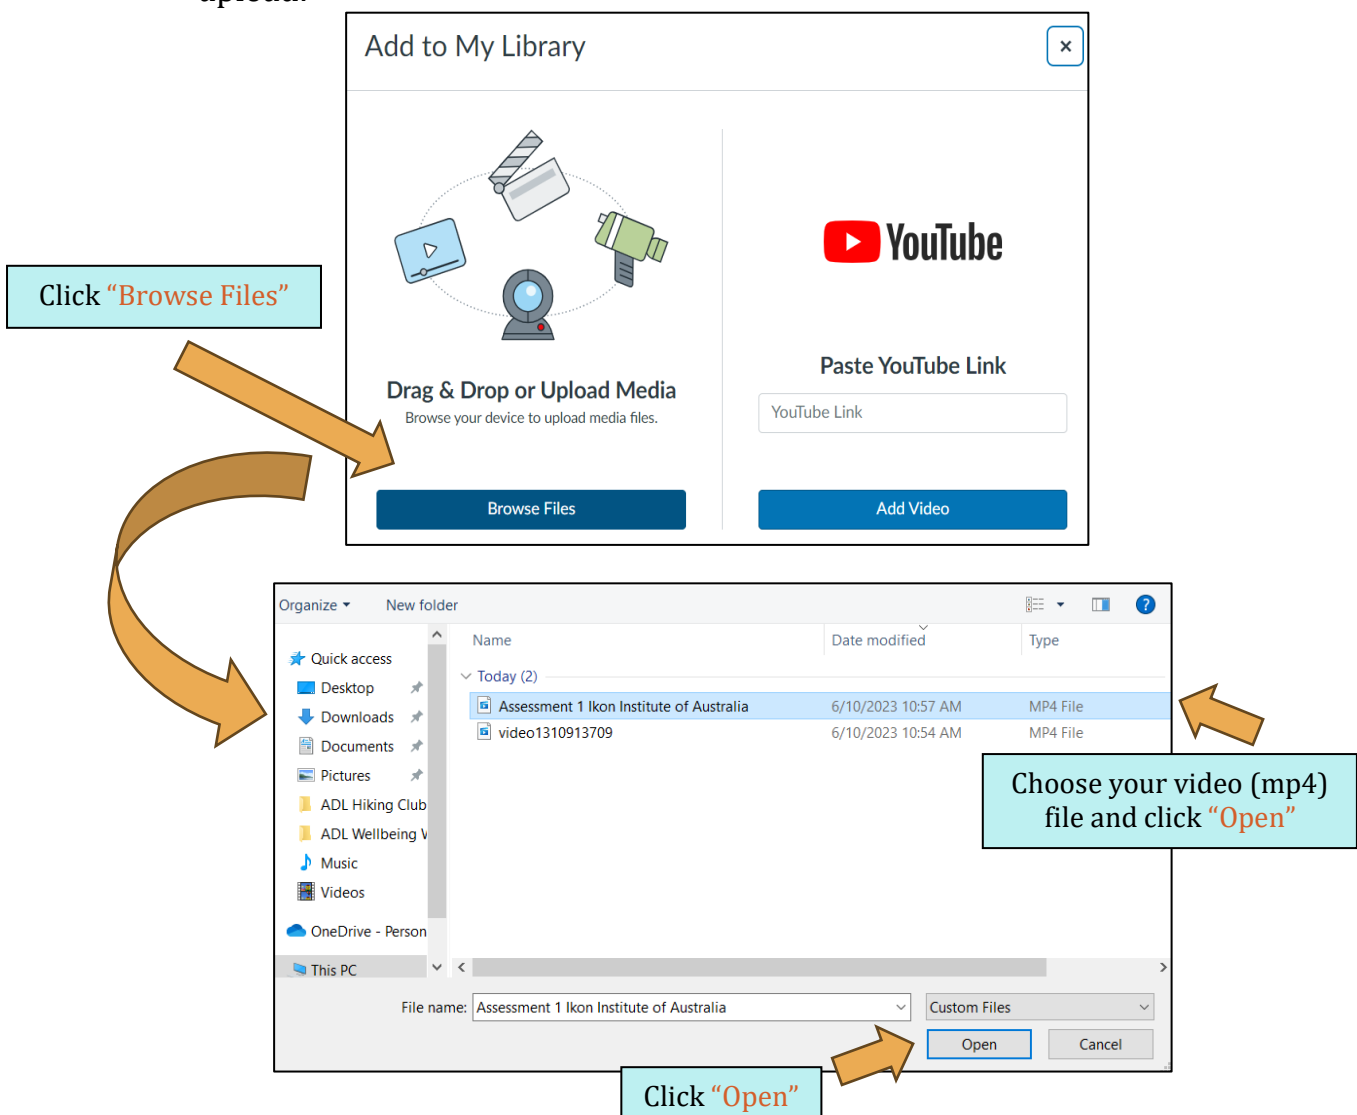 upload.
Add to My Library
×
YouTube
Click “Browse Files”
Drag & Drop or Upload Media
Browse your device to upload media files.
Browse Files
Paste YouTube Link
YouTube Link
Add Video
Organize New folder
?
Name Date modified Type
Quick access
Today (2)
Desktop
Assessment 1 Ikon Institute of Australia 6/10/2023 10:57 AM MP4 File
Downloads
video1310913709 6/10/2023 10:54 AM MP4 File
Documents
Pictures
ADL Hiking Club
ADL Wellbeing W
Music
Videos
OneDrive - Person
This PC
Choose your video (mp4)
file and click “Open”
File name: Assessment 1 Ikon Institute of Australia Custom Files
Open Cancel
Click “Open”